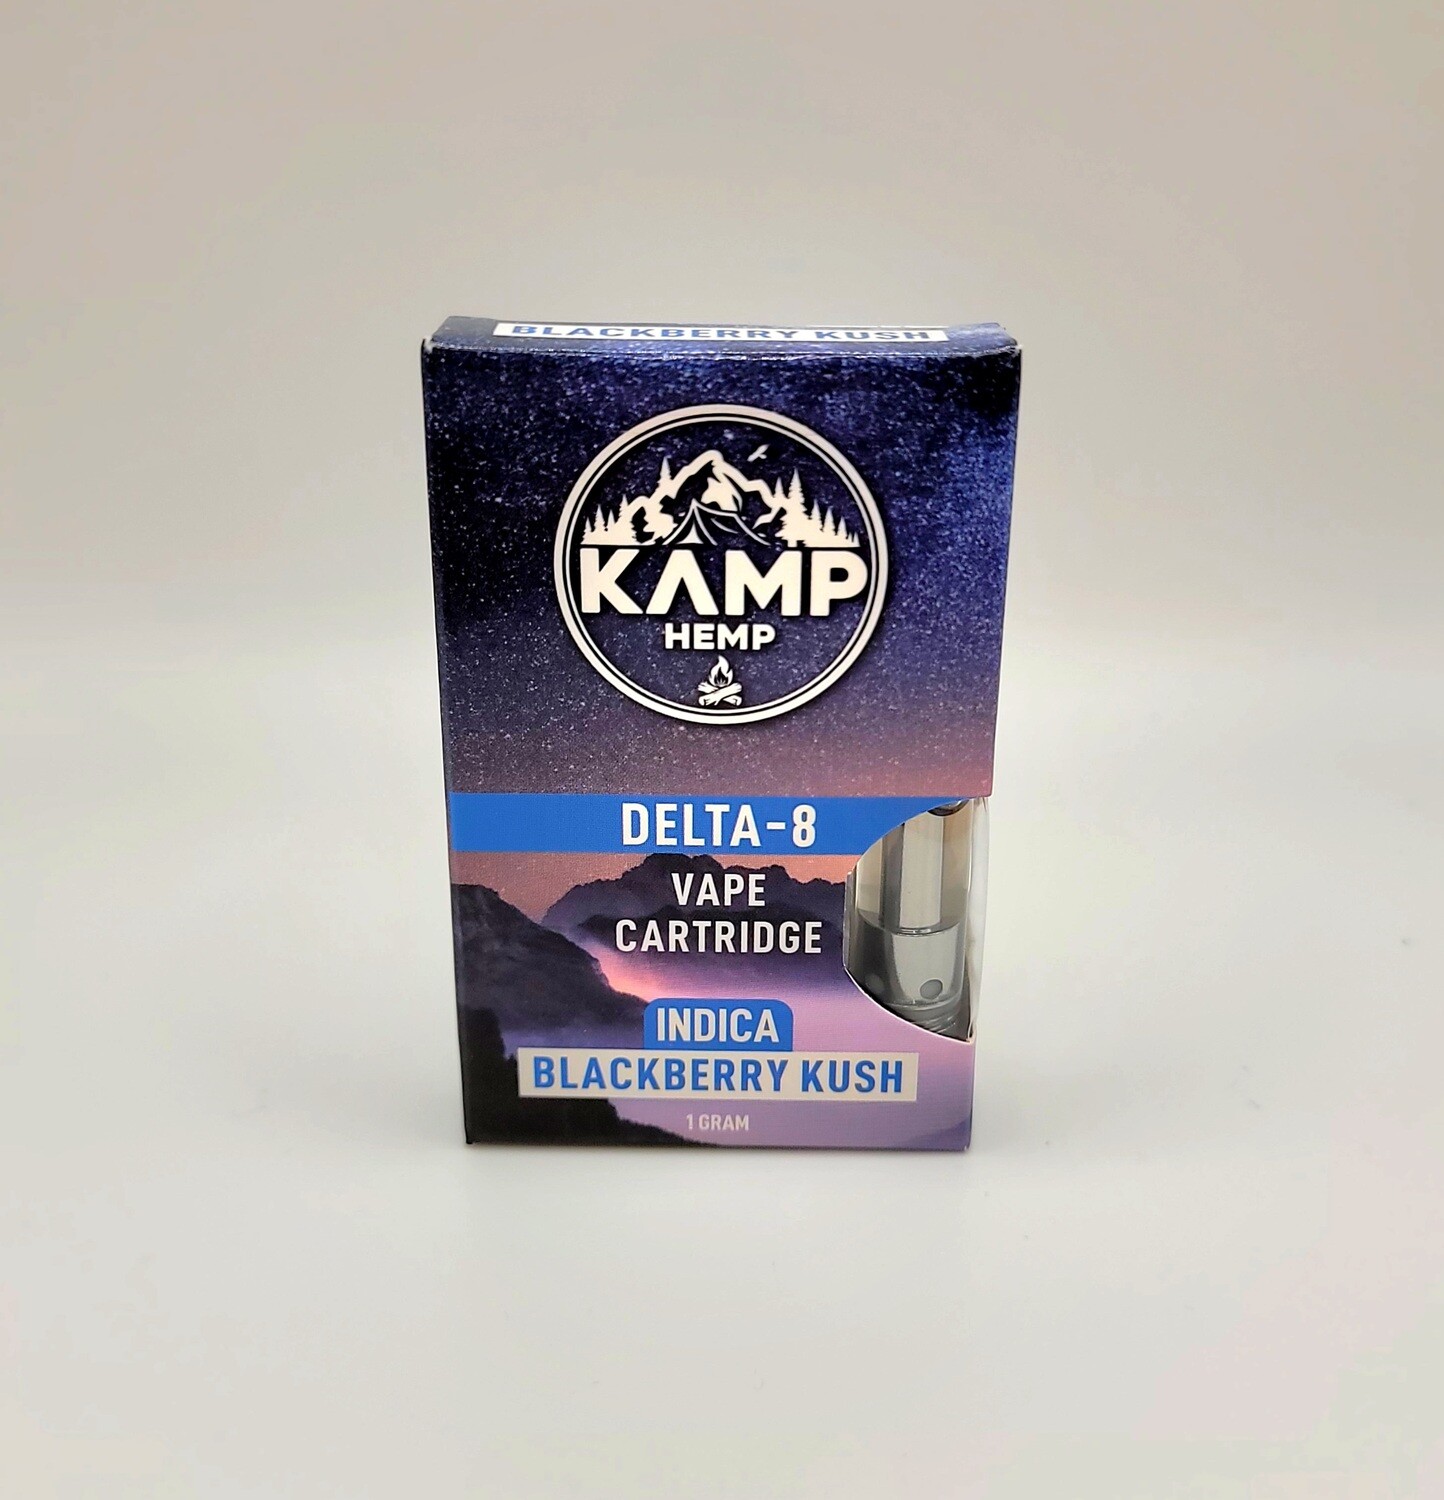 BLACKBERRY KUSH
KAMP
HEMP
DELTA-8
VAPE
CARTRIDGE
INDICA
BLACKBERRY KUSH
1 GRAM